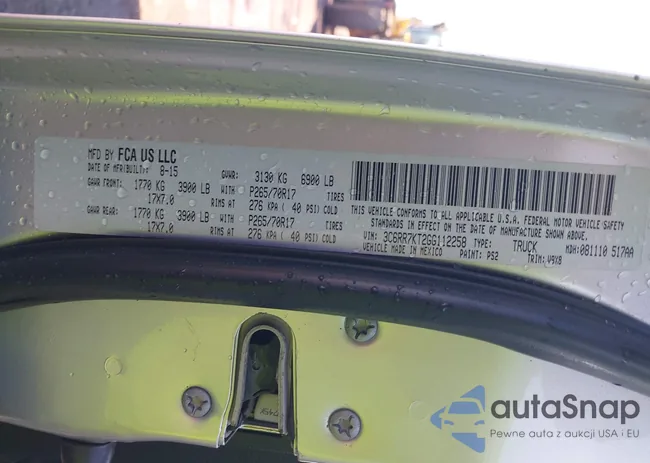 MFD BY FCA US LLC
DATE OF MFR(BUILT): 8-15 GVWR: 3130 KG 6900 LB
GAWR FRONT: 1770 KG 3900 LB WITH P265/70R17 TIRES
17X7.0 RIMS AT 276 KPA ( 40 PSI) COLD
GAWR REAR: 1770 KG 3900 LB WITH P265/70R17 TIRES
17X7.0 RIMS AT 276 KPA ( 40 PSI) COLD
THIS VEHICLE CONFORMS TO ALL APPLICABLE U.S.A. FEDERAL MOTOR VEHICLE SAFETY
STANDARDS IN EFFECT ON THE DATE OF MANUFACTURE SHOWN ABOVE.
VIN: 3C6RR7KT2GG112258 TYPE: TRUCK MDH: 081110 517AA
VEHICLE MADE IN MEXICO PAINT: PS2 TRIM: V9X8
autaSnap
Pewne auta z aukcji USA i EU